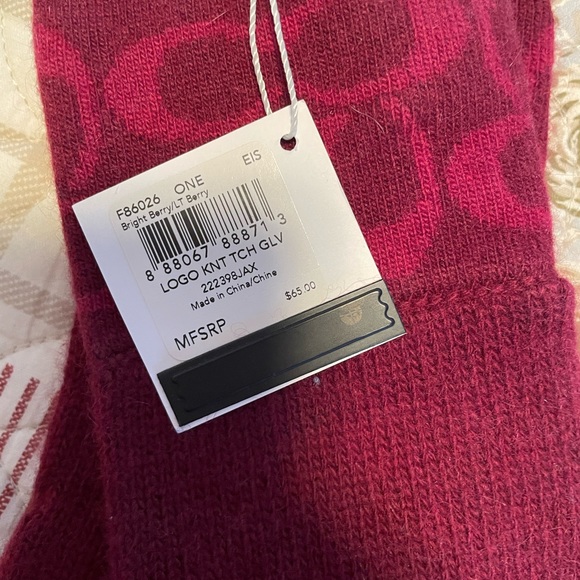 F86026 ONE EIS
Bright Berry/LT Berry
8 88067 88871 3
LOGO KNT TCH GLV
222398JAX
Made in China/Chine
$65.00
MFSRP